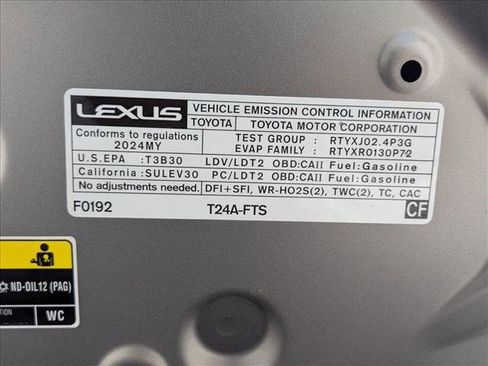 LEXUS VEHICLE EMISSION CONTROL INFORMATION
TOYOTA TOYOTA MOTOR CORPORATION
Conforms to regulations
2024MY
TEST GROUP : RTYXJ02.4P3G
EVAP FAMILY : RTYXR0130P72
U.S.EPA : T3B30 LDV/LDT2 OBD:CAII Fuel:Gasoline
California : SULEV30 PC/LDT2 OBD:CAII Fuel:Gasoline
No adjustments needed. DFI+SFI, WR-HO2S(2), TWC(2), TC, CAC
F0192 T24A-FTS CF
ND-OIL12 (PAG)
WC